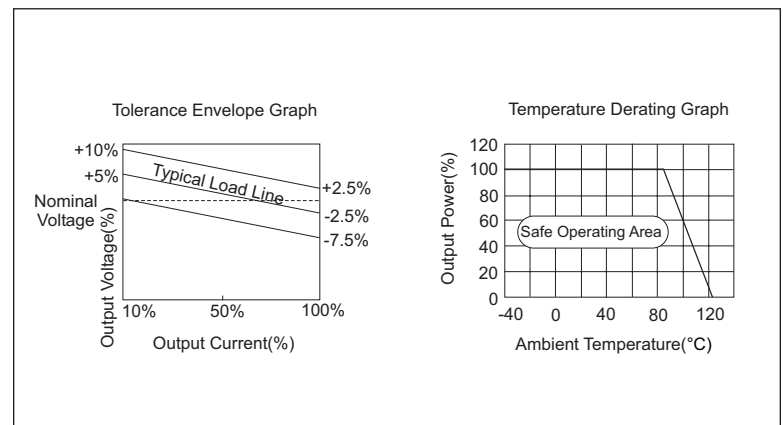 Tolerance Envelope Graph
+10%
+5%
Nominal
Voltage
Output Voltage(%)
Typical Load Line
+2.5%
-2.5%
-7.5%
10%
50%
100%
Output Current(%)
Temperature Derating Graph
Output Power(%)
120
100
80
60
40
20
0
Safe Operating Area
-40
0
40
80
120
Ambient Temperature(°C)